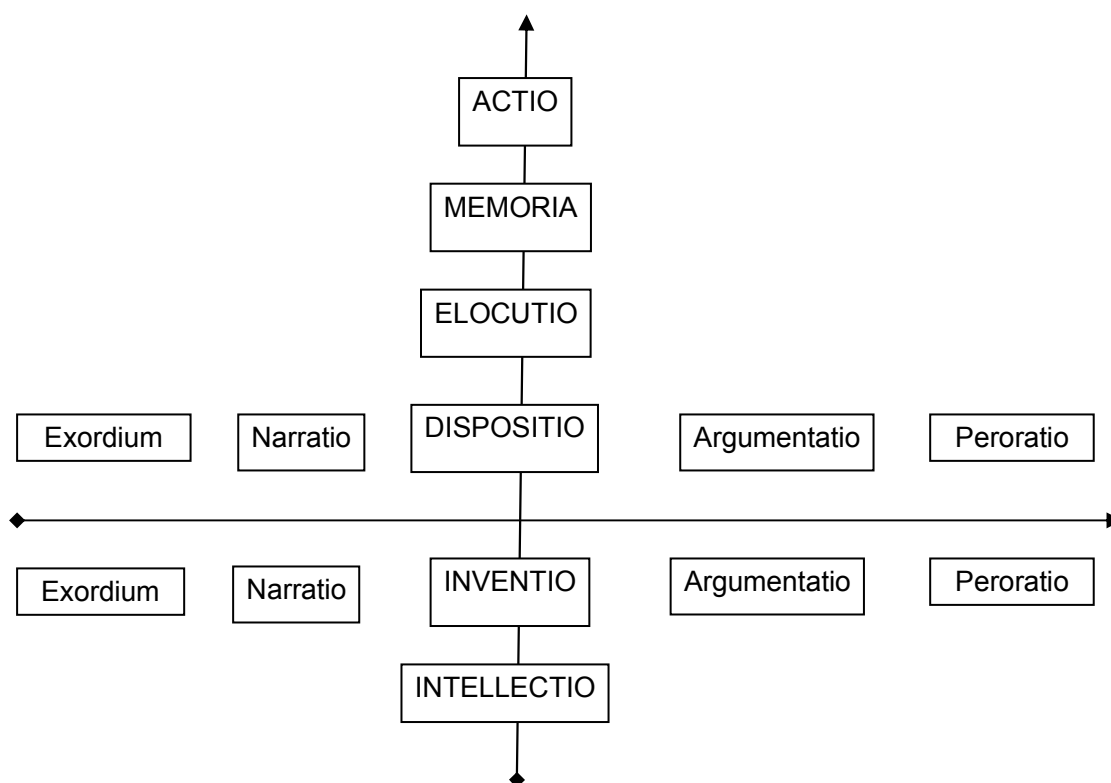 ACTIO
MEMORIA
ELOCUTIO
Exordium
Narratio
DISPOSITIO
Argumentatio
Peroratio
Exordium
Narratio
INVENTIO
Argumentatio
Peroratio
INTELLECTIO